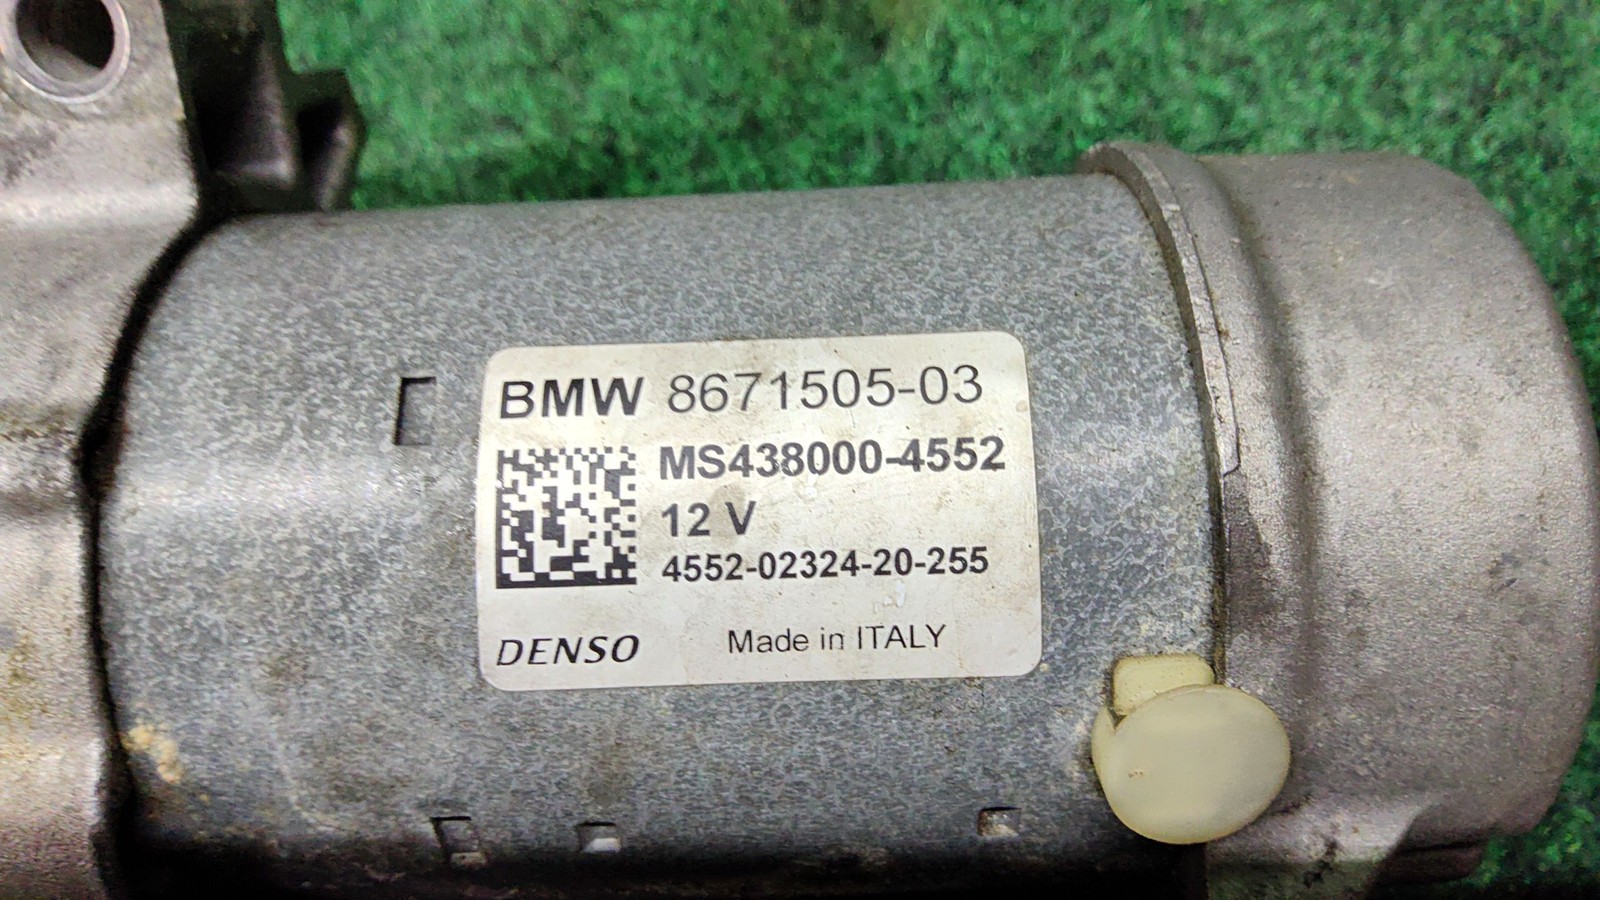 BMW 8671505-03
MS438000-4552
12 V
4552-02324-20-255
DENSO Made in ITALY